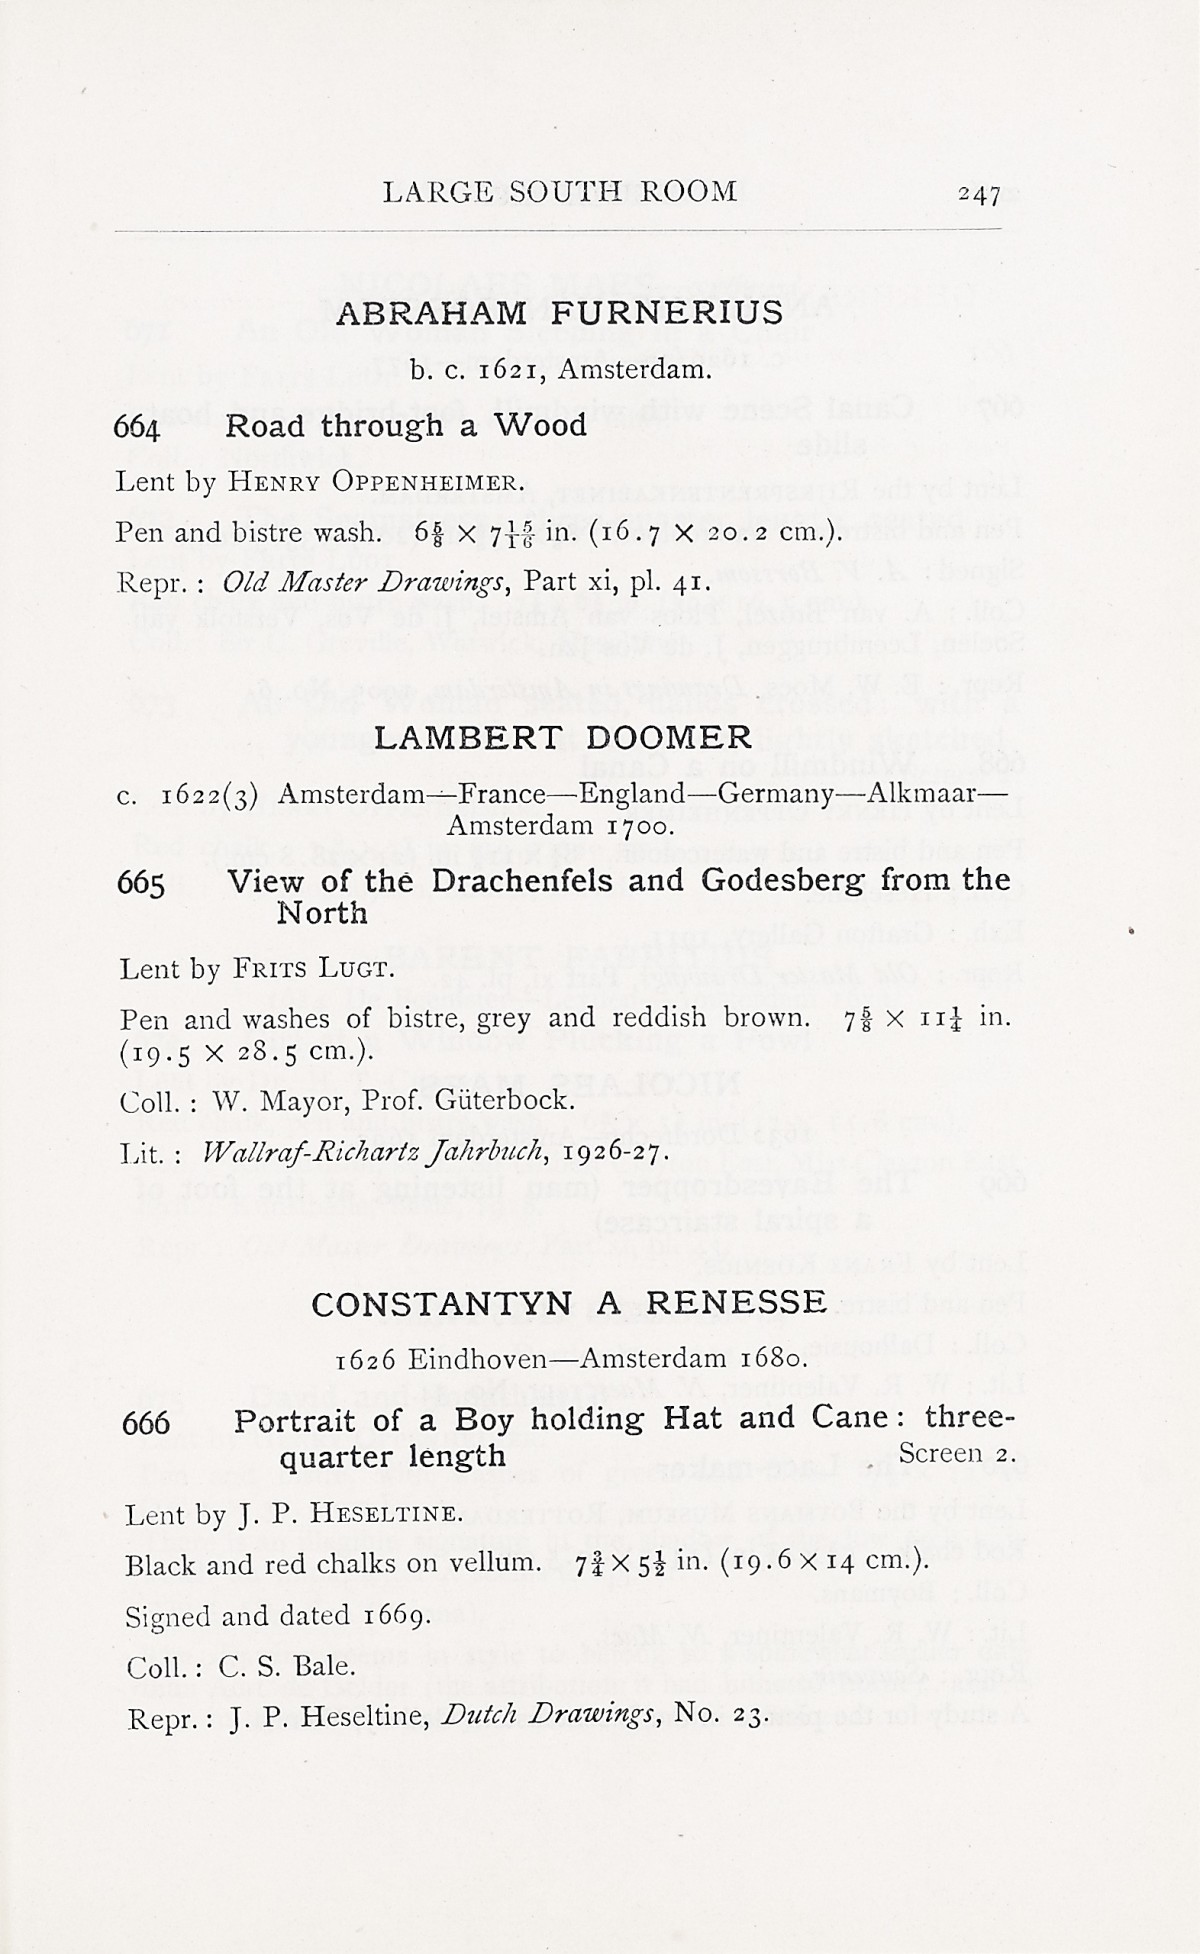 LARGE SOUTH ROOM 247
ABRAHAM FURNERIUS
b. c. 1621, Amsterdam.
664 Road through a Wood
Lent by HENRY OPPENHEIMER.
Pen and bistre wash. 6⅝ × 7 15/16 in. (16.7 × 20.2 cm.).
Repr. : Old Master Drawings, Part xi, pl. 41.
LAMBERT DOOMER
c. 1622(3) Amsterdam—France—England—Germany—Alkmaar—
Amsterdam 1700.
665 View of the Drachenfels and Godesberg from the
North
Lent by FRITS LUGT.
Pen and washes of bistre, grey and reddish brown. 7⅝ × 11¼ in.
(19.5 × 28.5 cm.).
Coll. : W. Mayor, Prof. Güterbock.
Lit. : Wallraf-Richartz Jahrbuch, 1926-27.
CONSTANTYN A RENESSE
1626 Eindhoven—Amsterdam 1680.
666 Portrait of a Boy holding Hat and Cane : three-
quarter length Screen 2.
Lent by J. P. HESELTINE.
Black and red chalks on vellum. 7¾ × 5½ in. (19.6 × 14 cm.).
Signed and dated 1669.
Coll. : C. S. Bale.
Repr. : J. P. Heseltine, Dutch Drawings, No. 23.